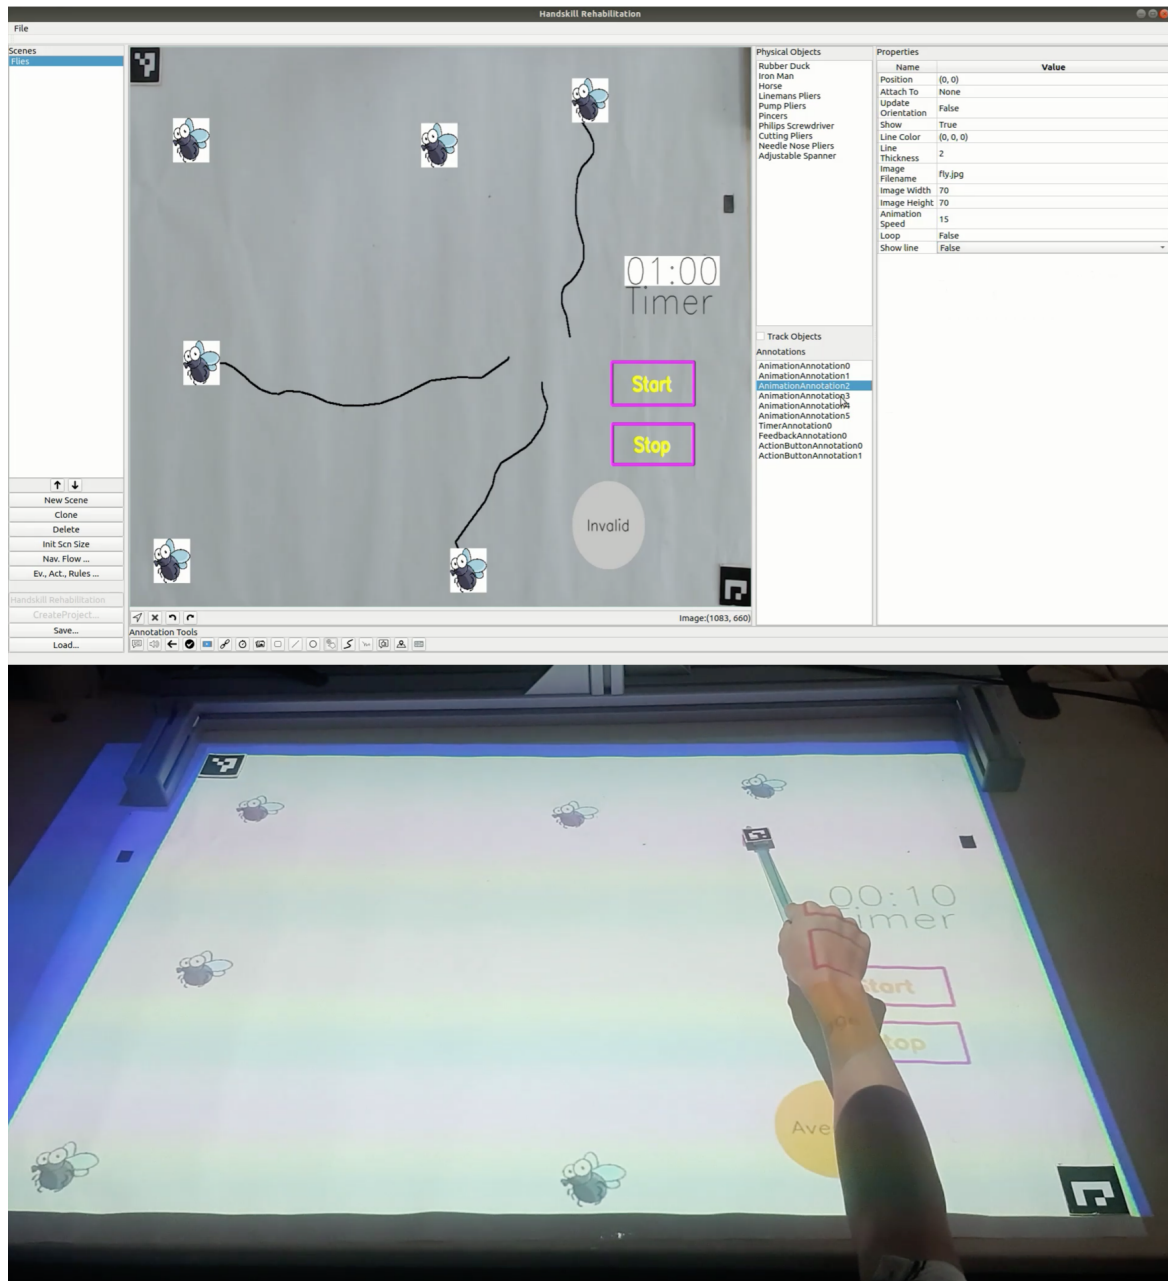 Handskill Rehabilitation
File
Scenes
Flies
New Scene
Clone
Delete
Init Scn Size
Nav. Flow ...
Ev., Act., Rules ...
Handskill Rehabilitation
CreateProject...
Save...
Load...
01:00
Timer
Start
Stop
Invalid
Image:(1083, 660)
Annotation Tools
Physical Objects
Rubber Duck
Iron Man
Horse
Linemans Pliers
Pump Pliers
Pincers
Philips Screwdriver
Cutting Pliers
Needle Nose Pliers
Adjustable Spanner
Track Objects
Annotations
AnimationAnnotation0
AnimationAnnotation1
AnimationAnnotation2
AnimationAnnotation3
AnimationAnnotation4
AnimationAnnotation5
TimerAnnotation0
FeedbackAnnotation0
ActionButtonAnnotation0
ActionButtonAnnotation1
Properties
Name Value
Position (0, 0)
Attach To None
Update Orientation False
Show True
Line Color (0, 0, 0)
Line Thickness 2
Image Filename fly.jpg
Image Width 70
Image Height 70
Animation Speed 15
Loop False
Show line False
00:10
Timer
Start
top
Ave